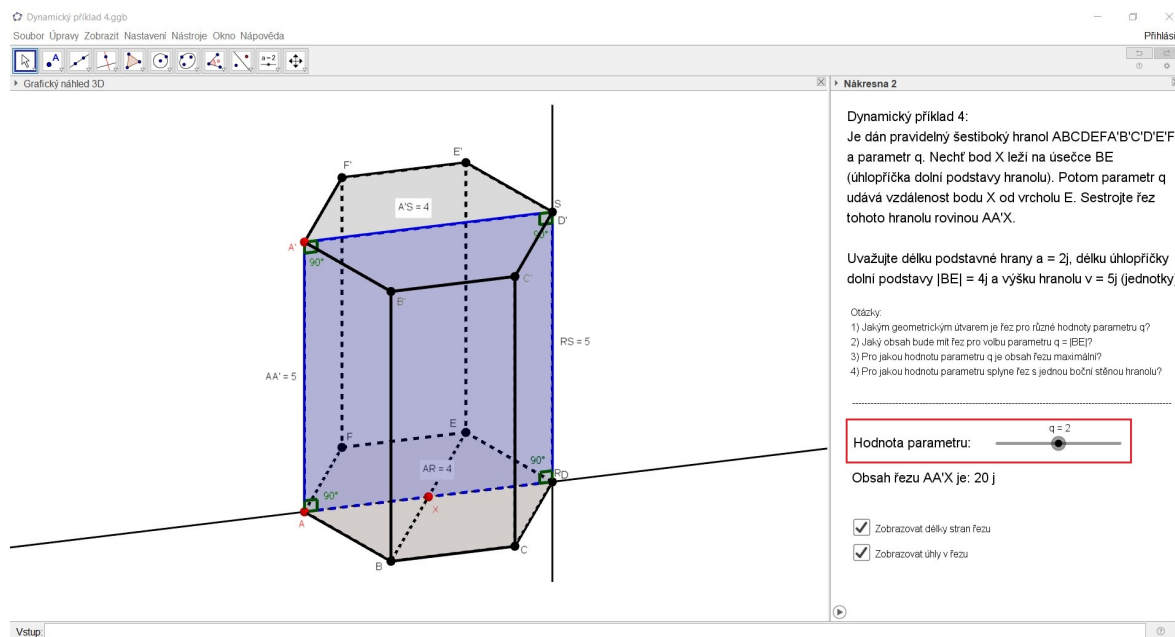 Dynamický příklad 4.ggb
Soubor Úpravy Zobrazit Nastavení Nástroje Okno Nápověda
Přihlási
A
a=2
Grafický náhled 3D
Nákresna 2
Dynamický příklad 4:
Je dán pravidelný šestiboký hranol ABCDEFA'B'C'D'E'F
a parametr q. Nechť bod X leží na úsečce BE
(úhlopříčka dolní podstavy hranolu). Potom parametr q
udává vzdálenost bodu X od vrcholu E. Sestrojte řez
tohoto hranolu rovinou AA'X.
Uvažujte délku podstavné hrany a = 2j, délku úhlopříčky
dolní podstavy |BE| = 4j a výšku hranolu v = 5j (jednotky)
Otázky:
1) Jakým geometrickým útvarem je řez pro různé hodnoty parametru q?
2) Jaký obsah bude mít řez pro volbu parametru q = |BE|?
3) Pro jakou hodnotu parametru q je obsah řezu maximální?
4) Pro jakou hodnotu parametru splyne řez s jednou boční stěnou hranolu?
q = 2
Hodnota parametru:
Obsah řezu AA'X je: 20 j
Zobrazovat délky stran řezu
Zobrazovat úhly v řezu
E'
F'
A'S = 4
S
D'
90°
A'
90°
C'
B'
RS = 5
AA' = 5
E
F
90°
AR = 4
R
D
90°
X
A
C
B
Vstup: